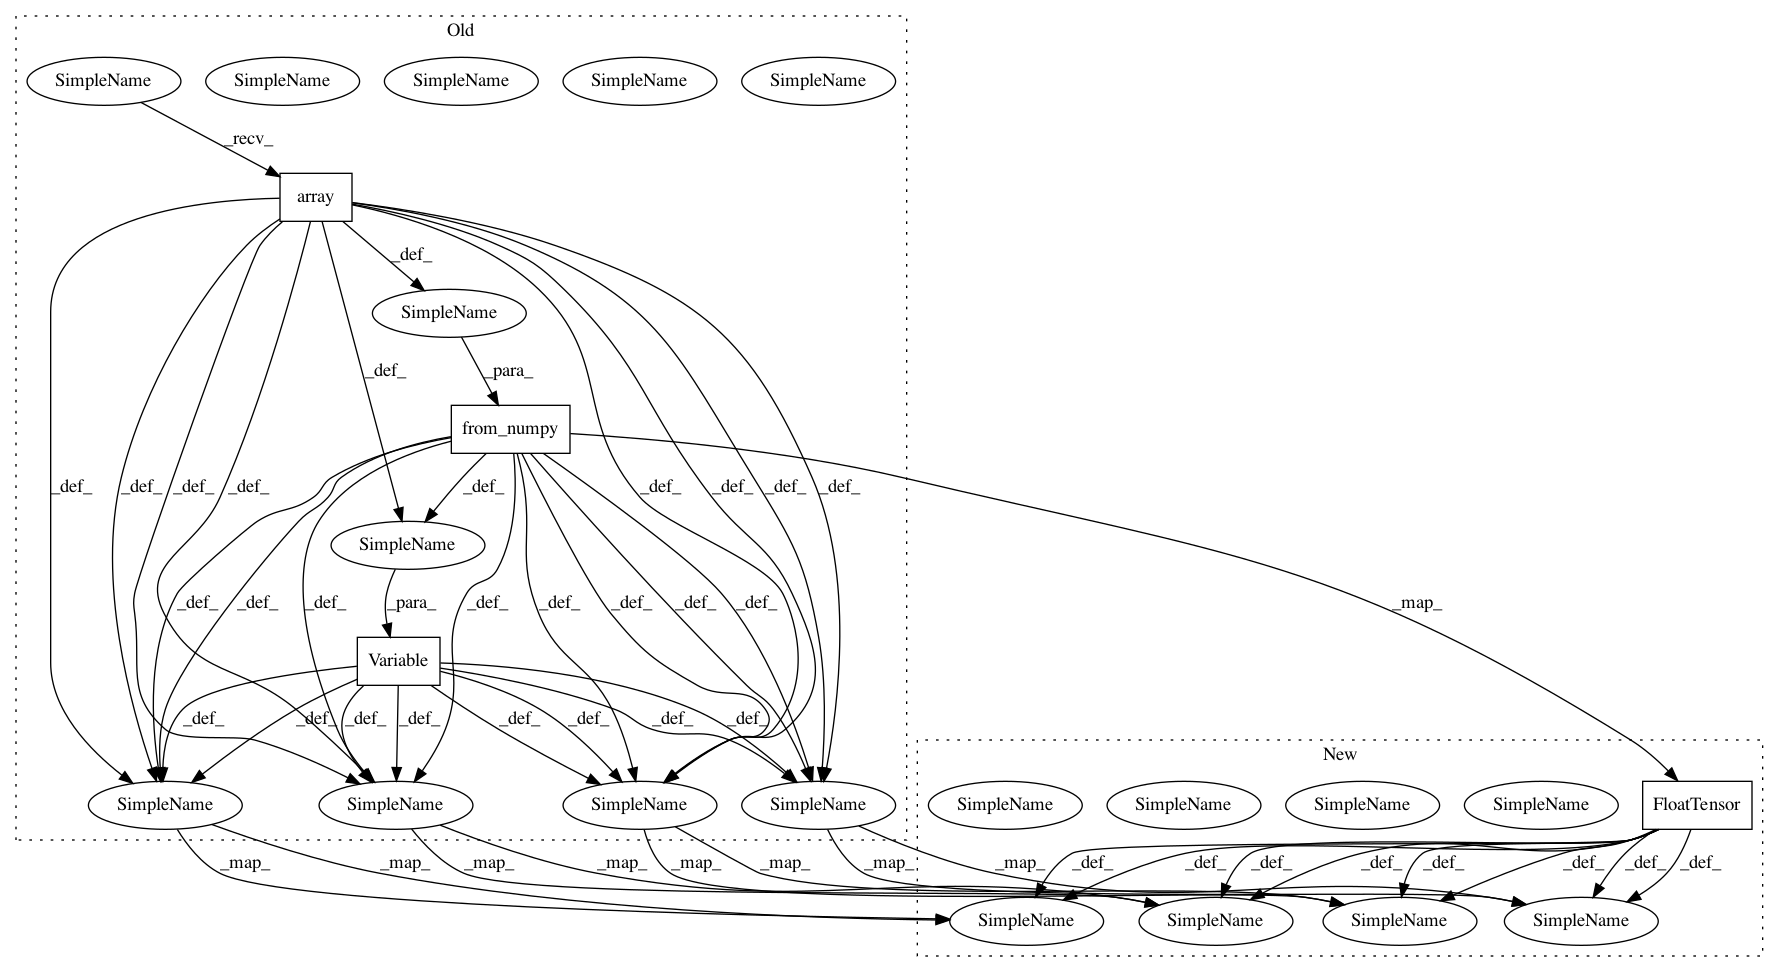 Old
SimpleName SimpleName SimpleName SimpleName SimpleName
_recv_
array
_def_
SimpleName
_def_ _para_
from_numpy
_def_ _def_ _def_ _def_ _def_ _def_ _def_ _def_ _def_
SimpleName
_def_ _def_ _def_ _para_ _def_ _def_ _def_ _def_ _def_ _map_
Variable
_def_ _def_ _def_ _def_ _def_ _def_ _def_ _def_
New
SimpleName SimpleName SimpleName SimpleName SimpleName SimpleName SimpleName SimpleName FloatTensor
_map_ _map_ _map_ _map_ _map_ _map_ _map_ _map_ _def_ _def_ _def_ _def_ _def_ _def_ _def_ _def_
SimpleName SimpleName SimpleName SimpleName